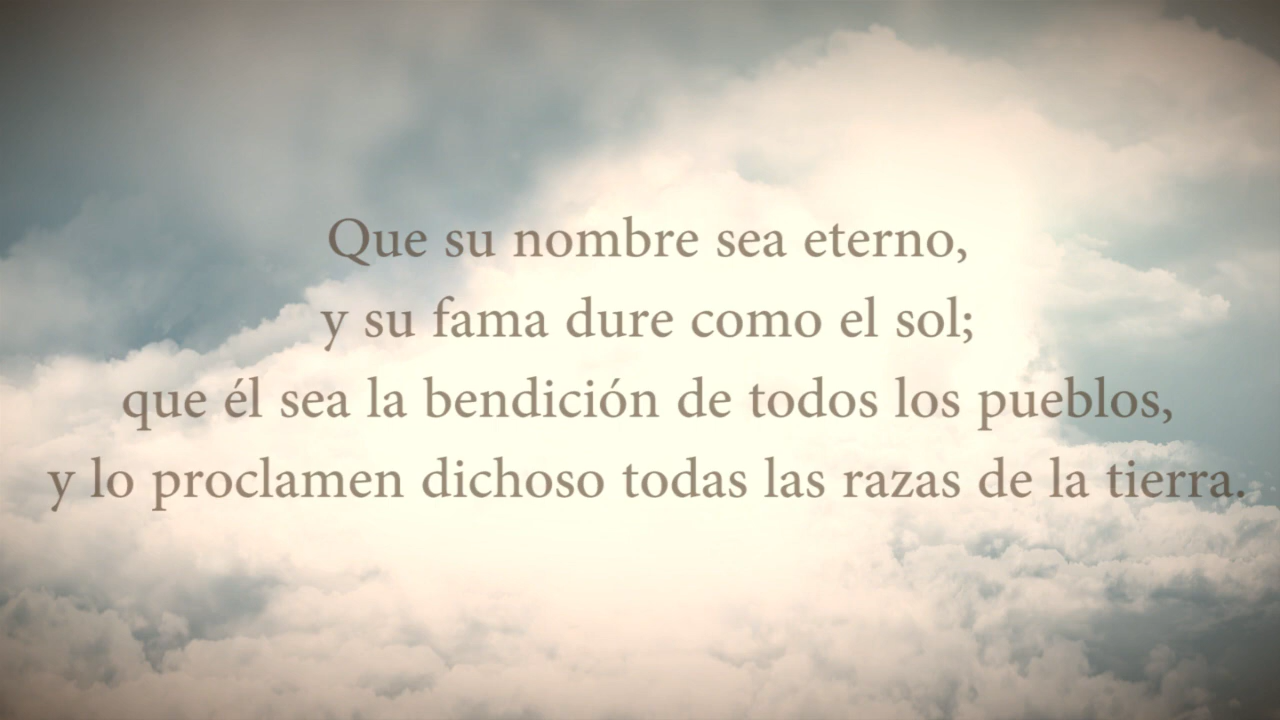 Que su nombre sea eterno,
y su fama dure como el sol;
que él sea la bendición de todos los pueblos,
y lo proclamen dichoso todas las razas de la tierra.